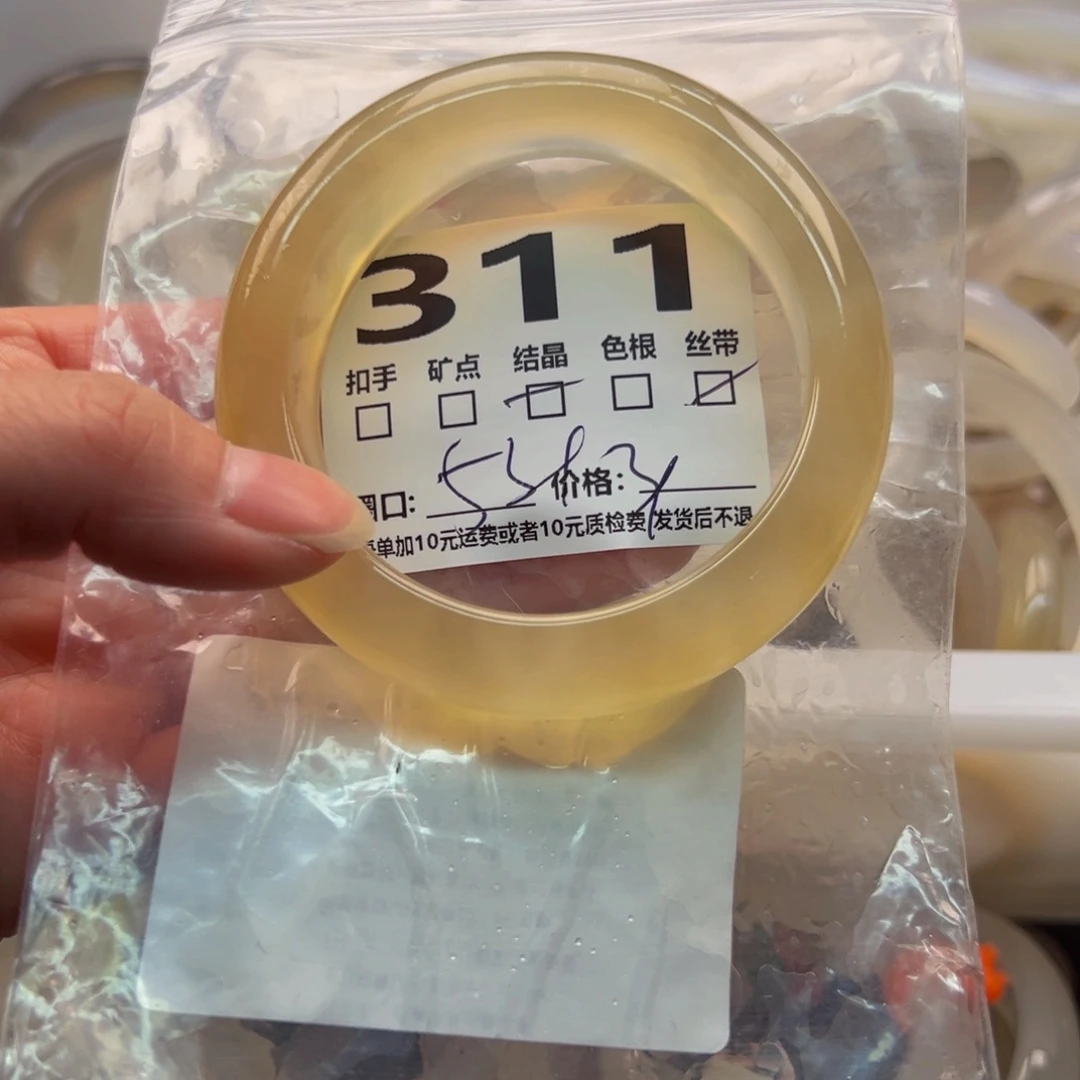 311
扣手 矿点 结晶 色根 丝带
圈口: 53 价格:
单加10元运费或者10元质检费 发货后不退